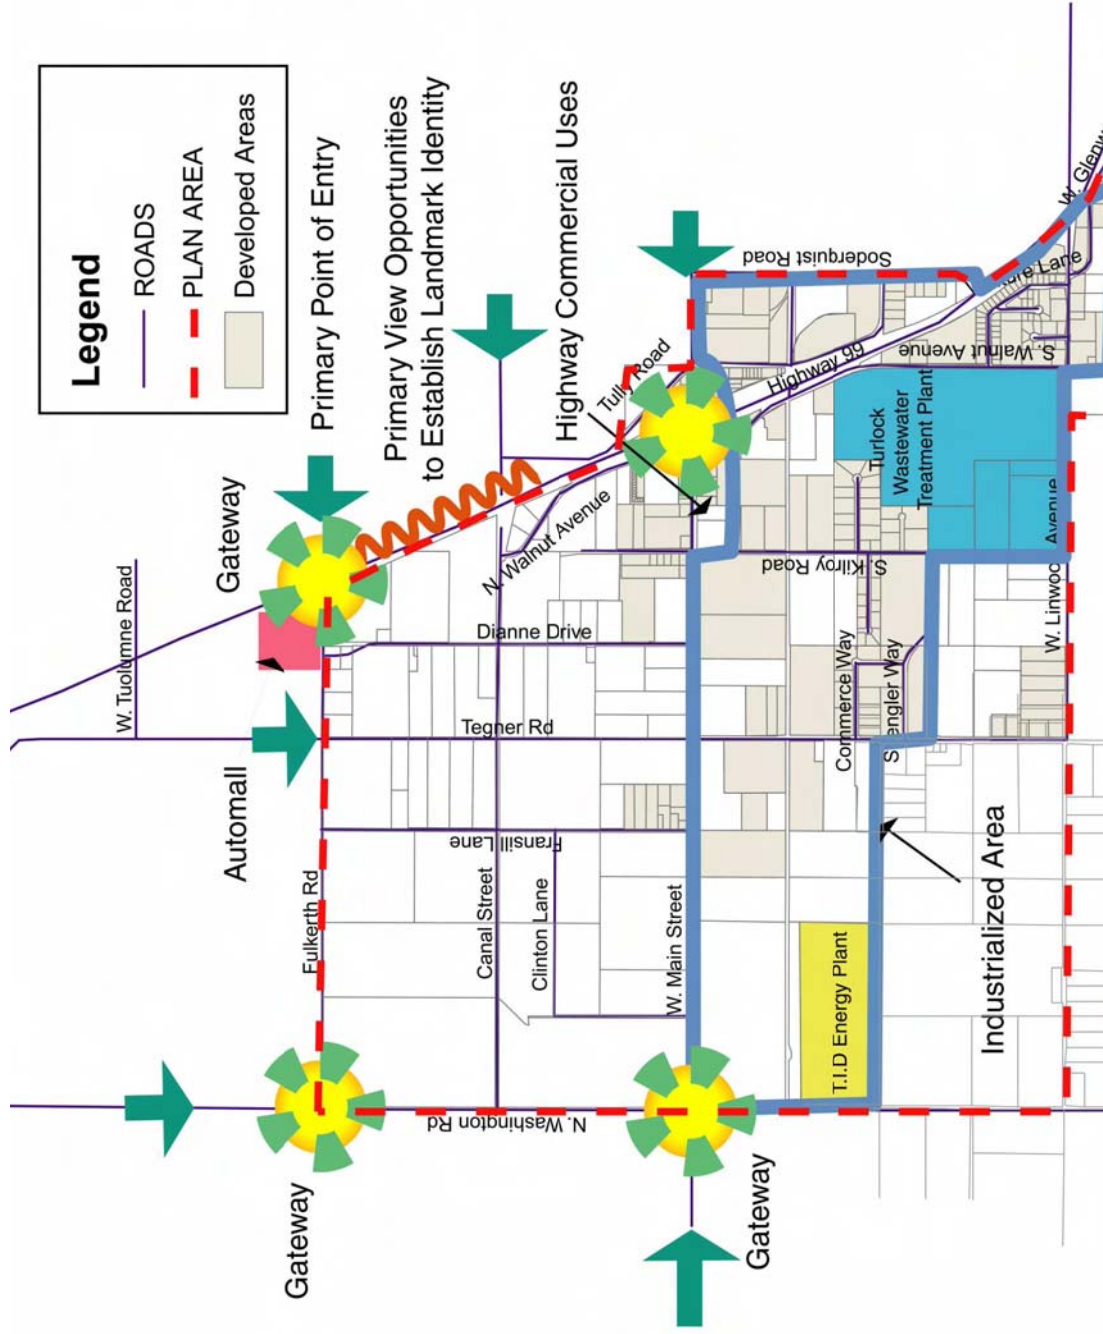 Legend
ROADS
PLAN AREA
Developed Areas
Primary Point of Entry
Primary View Opportunities
to Establish Landmark Identity
Highway Commercial Uses
Gateway
Automall
Gateway
Gateway
Industrialized Area
W. Tuolumne Road
Fulkerth Rd
Canal Street
Clinton Lane
W. Main Street
N. Washington Rd
Fransill Lane
Tegner Rd
Dianne Drive
N. Walnut Avenue
Tully Road
Highway 99
Soderquist Road
S. Walnut Avenue
Lane
S. Kilroy Road
Commerce Way
Turlock
Wastewater
Treatment Plant
T.I.D Energy Plant
Avenue